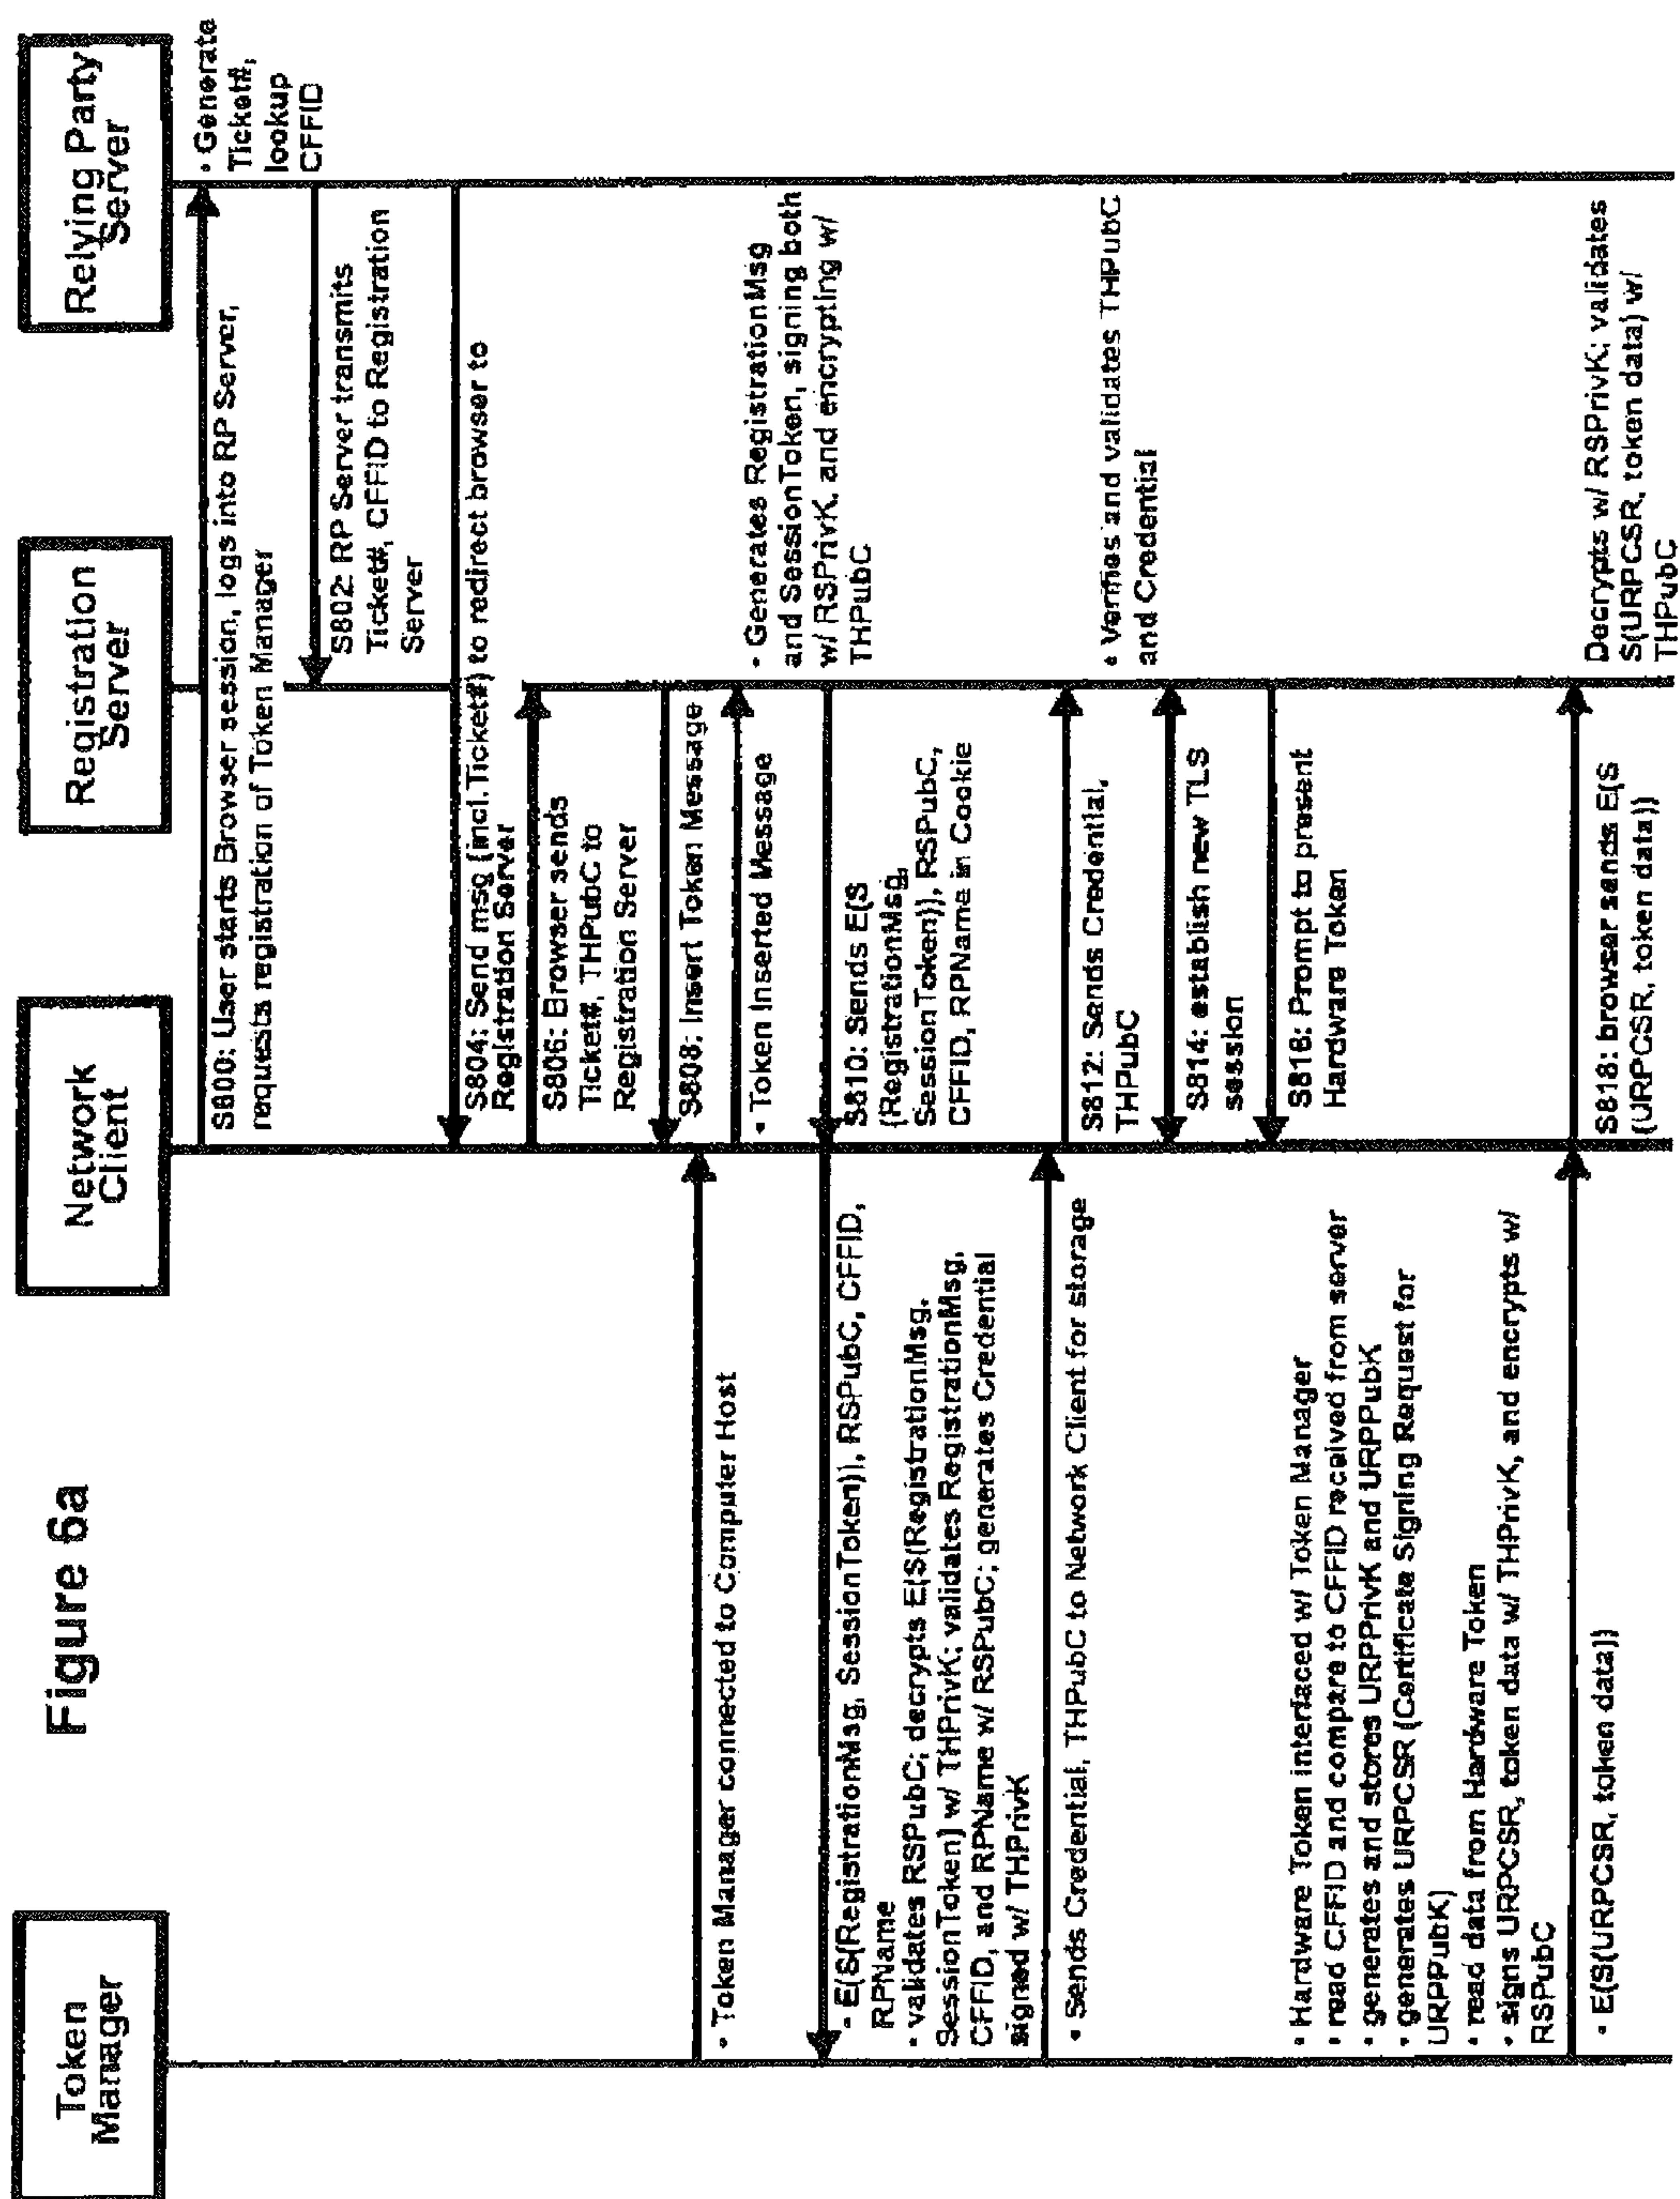 Figure 6a
Token
Manager
Network
Client
Registration
Server
Relying Party
Server
S800: User starts Browser session, logs into RP Server,
requests registration of Token Manager
• Generate
Ticket#,
lookup
CFFID
S802: RP Server transmits
Ticket#, CFFID to Registration
Server
S804: Send msg (incl.Ticket#) to redirect browser to
Registration Server
S806: Browser sends
Ticket#, THPubC to
Registration Server
S808: Insert Token Message
• Token Manager connected to Computer Host
• Token Inserted Message
• Generates RegistrationMsg
and SessionToken, signing both
w/ RSPrivK, and encrypting w/
THPubC
S810: Sends E(S
(RegistrationMsg,
SessionToken)), RSPubC,
CFFID, RPName in Cookie
• E(S(RegistrationMsg, SessionToken)), RSPubC, CFFID,
RPName
• validates RSPubC; decrypts E(S(RegistrationMsg,
SessionToken) w/ THPrivK; validates RegistrationMsg,
CFFID, and RPName w/ RSPubC; generates Credential
signed w/ THPrivK
• Sends Credential, THPubC to Network Client for storage
S812: Sends Credential,
THPubC
• Verifies and validates THPubC
and Credential
S814: establish new TLS
session
S816: Prompt to present
Hardware Token
• Hardware Token interfaced w/ Token Manager
• read CFFID and compare to CFFID received from server
• generates and stores URPPrivK and URPPubK
• generates URPCSR (Certificate Signing Request for
URPPubK)
• read data from Hardware Token
• signs URPCSR, token data w/ THPrivK, and encrypts w/
RSPubC
• E(S(URPCSR, token data))
S818: browser sends E(S
(URPCSR, token data))
Decrypts w/ RSPrivK; validates
S(URPCSR, token data) w/
THPubC